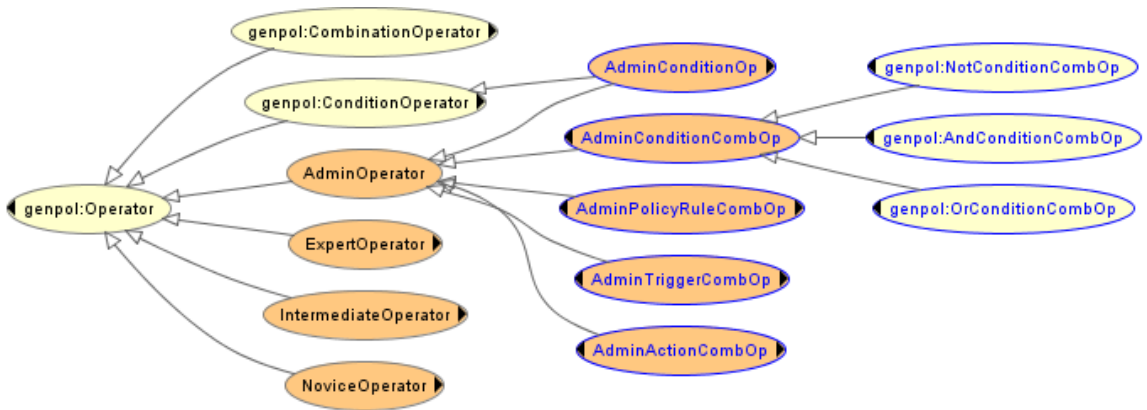 genpol:CombinationOperator
genpol:ConditionOperator
AdminOperator
genpol:Operator
ExpertOperator
IntermediateOperator
NoviceOperator
AdminConditionOp
AdminConditionCombOp
AdminPolicyRuleCombOp
AdminTriggerCombOp
AdminActionCombOp
genpol:NotConditionCombOp
genpol:AndConditionCombOp
genpol:OrConditionCombOp